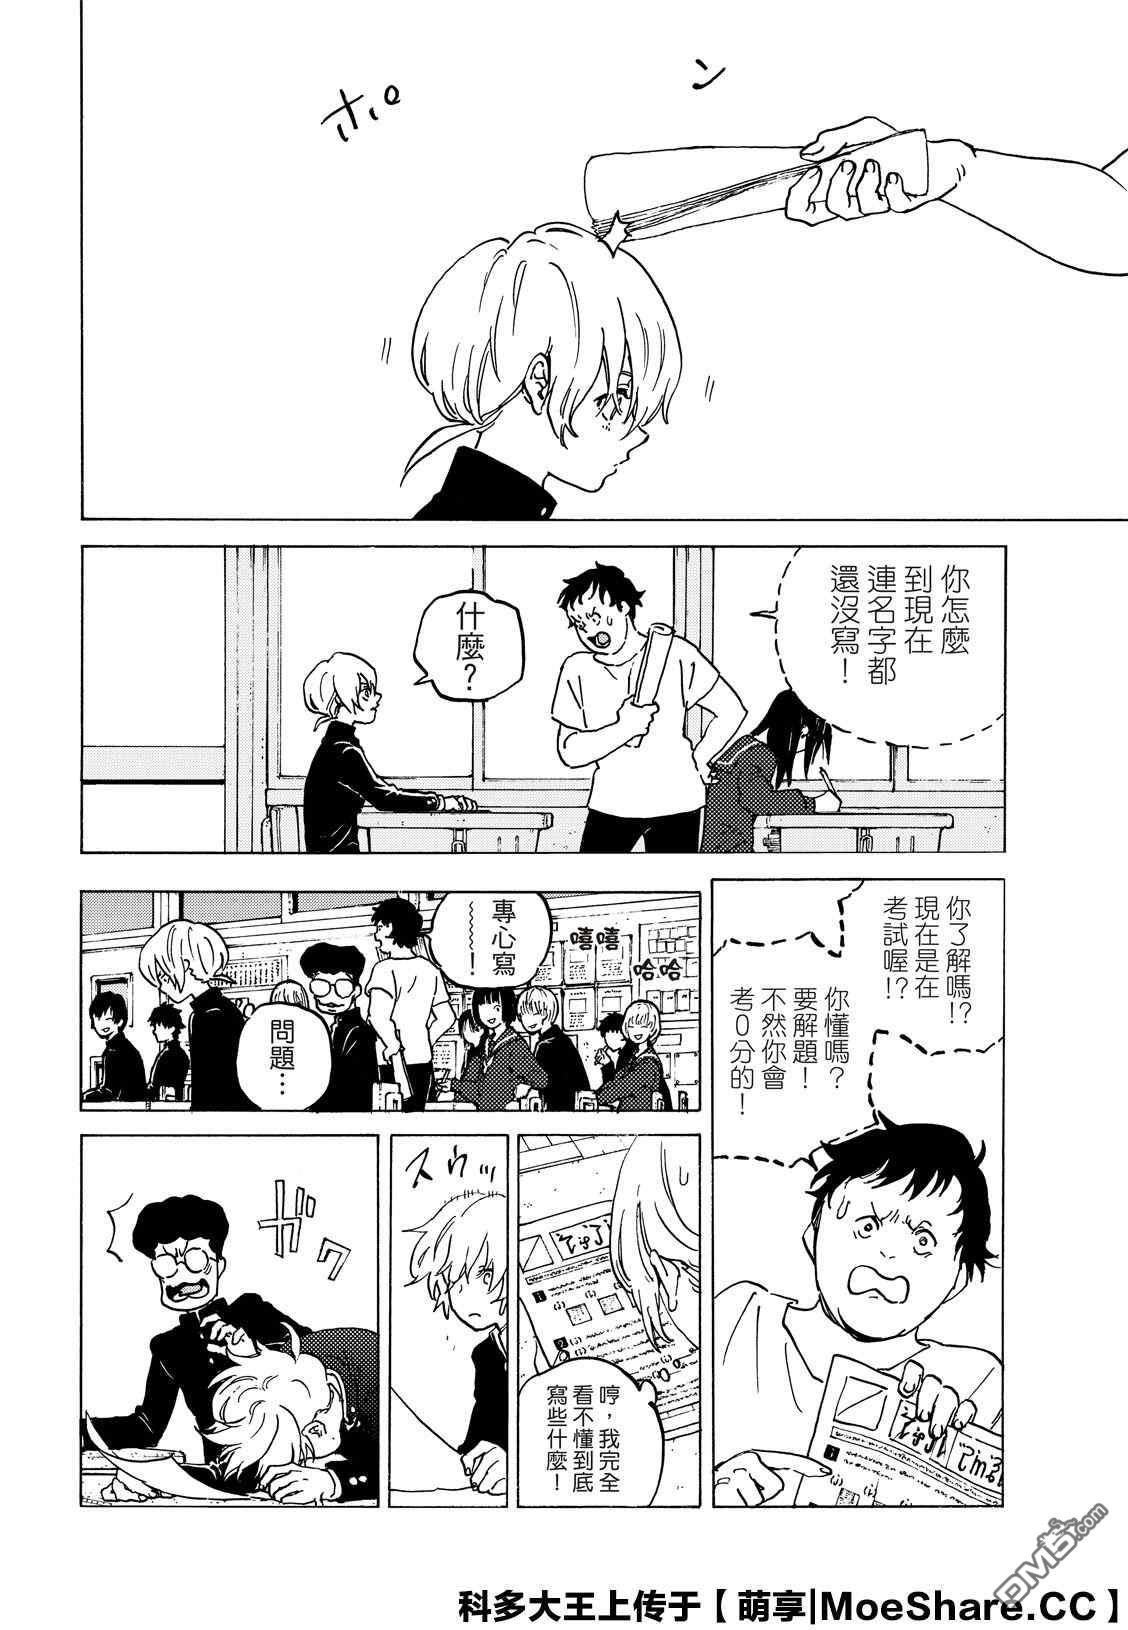 ポン
你怎麼
到現在
連名字都
還沒寫！
什麼？
你了解嗎!?
現在是在
考試喔!?
你懂嗎？
要解題！
不然你會
考0分的！
嘻嘻
哈哈
專心寫
～～～！
問題…
哼，我完全
看不懂到底
寫些什麼！
スウッ
ガク
科多大王上传于【萌享|MoeShare.CC】
DM5.com